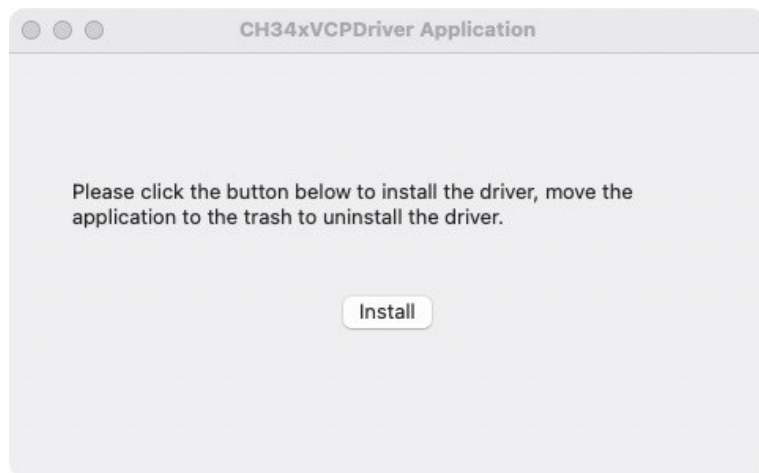 CH34xVCPDriver Application
Please click the button below to install the driver, move the
application to the trash to uninstall the driver.
Install